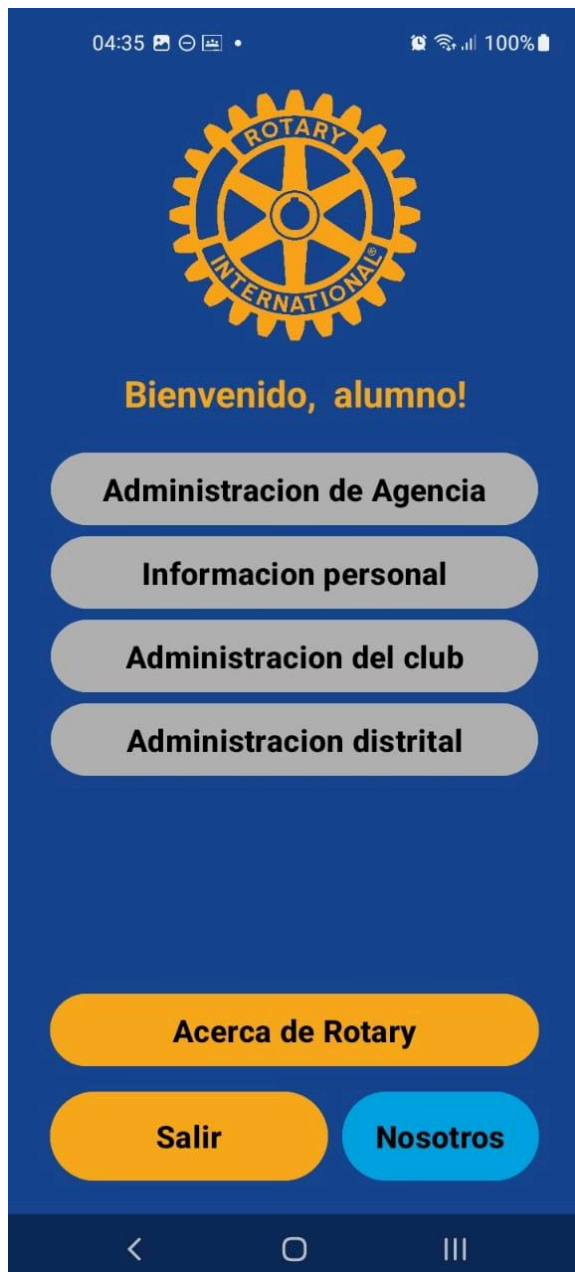 04:35
100%
ROTARY
INTERNATIONAL®
Bienvenido, alumno!
Administracion de Agencia
Informacion personal
Administracion del club
Administracion distrital
Acerca de Rotary
Salir
Nosotros